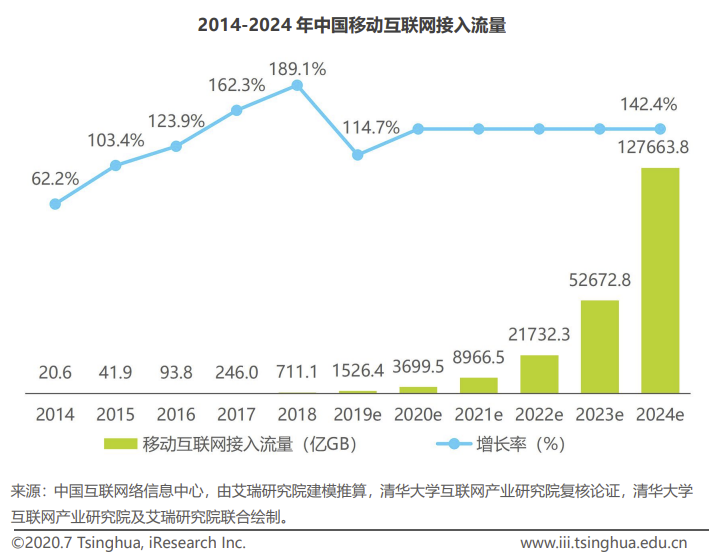 2014-2024 年中国移动互联网接入流量
189.1%
162.3%
142.4%
123.9%
114.7%
103.4%
127663.8
62.2%
52672.8
21732.3
20.6 41.9 93.8 246.0 711.1 1526.4 3699.5 8966.5
2014 2015 2016 2017 2018 2019e 2020e 2021e 2022e 2023e 2024e
移动互联网接入流量（亿GB） 增长率（%）
来源：中国互联网络信息中心，由艾瑞研究院建模推算，清华大学互联网产业研究院复核论证，清华大学
互联网产业研究院及艾瑞研究院联合绘制。
©2020.7 Tsinghua, iResearch Inc. www.iii.tsinghua.edu.cn